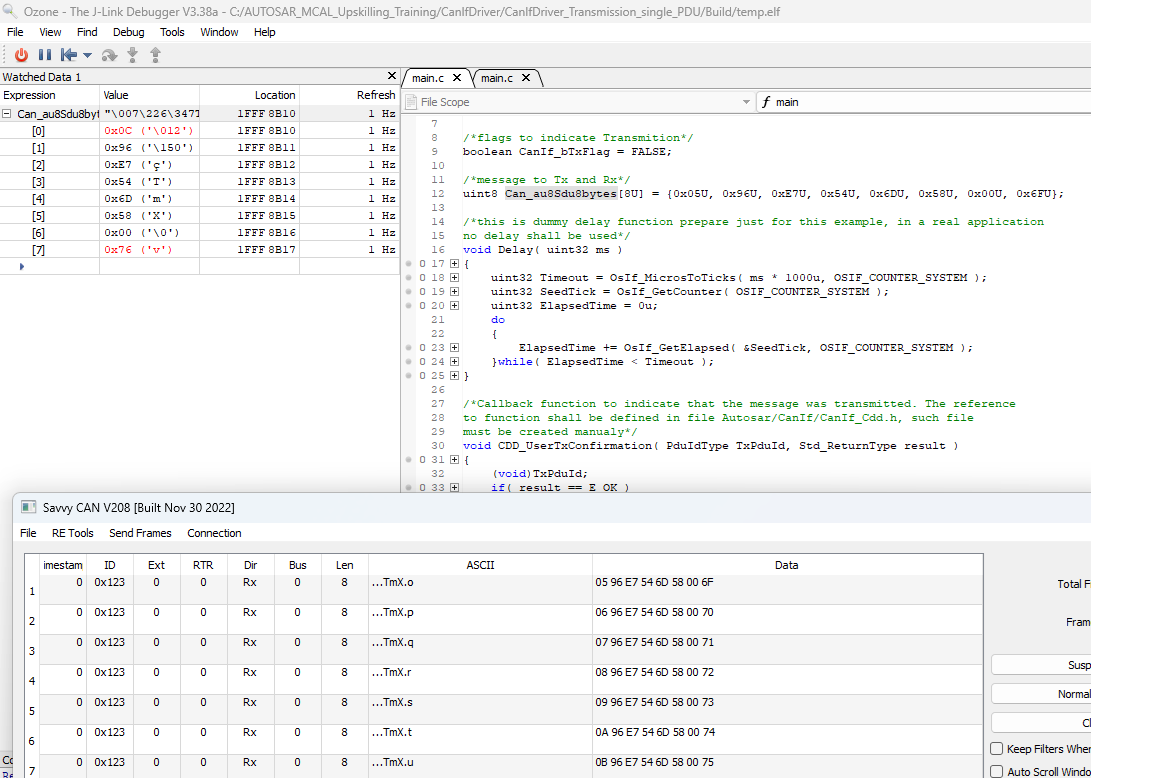 Ozone - The J-Link Debugger V3.38a - C:/AUTOSAR_MCAL_Upskilling_Training/CanIfDriver/CanIfDriver_Transmission_single_PDU/Build/temp.elf
File View Find Debug Tools Window Help
Watched Data 1
Expression Value Location Refresh
Can_au8Sdu8byt "\007\226\347T 1FFF 8B10 1 Hz
[0] 0x0C ('\012') 1FFF 8B10 1 Hz
[1] 0x96 ('\150') 1FFF 8B11 1 Hz
[2] 0xE7 ('ç') 1FFF 8B12 1 Hz
[3] 0x54 ('T') 1FFF 8B13 1 Hz
[4] 0x6D ('m') 1FFF 8B14 1 Hz
[5] 0x58 ('X') 1FFF 8B15 1 Hz
[6] 0x00 ('\0') 1FFF 8B16 1 Hz
[7] 0x76 ('v') 1FFF 8B17 1 Hz
main.c main.c
File Scope main
7
8 /*flags to indicate Transmition*/
9 boolean CanIf_bTxFlag = FALSE;
10
11 /*message to Tx and Rx*/
12 uint8 Can_au8Sdu8bytes[8U] = {0x05U, 0x96U, 0xE7U, 0x54U, 0x6DU, 0x58U, 0x00U, 0x6FU};
13
14 /*this is dummy delay function prepare just for this example, in a real application
15 no delay shall be used*/
16 void Delay( uint32 ms )
0 17 {
0 18 uint32 Timeout = OsIf_MicrosToTicks( ms * 1000u, OSIF_COUNTER_SYSTEM );
0 19 uint32 SeedTick = OsIf_GetCounter( OSIF_COUNTER_SYSTEM );
0 20 uint32 ElapsedTime = 0u;
21 do
22 {
0 23 ElapsedTime += OsIf_GetElapsed( &SeedTick, OSIF_COUNTER_SYSTEM );
0 24 }while( ElapsedTime < Timeout );
0 25 }
26
27 /*Callback function to indicate that the message was transmitted. The reference
28 to function shall be defined in file Autosar/CanIf/CanIf_Cdd.h, such file
29 must be created manualy*/
30 void CDD_UserTxConfirmation( PduIdType TxPduId, Std_ReturnType result )
0 31 {
32 (void)TxPduId;
0 33 if( result == E_OK )
Savvy CAN V208 [Built Nov 30 2022]
File RE Tools Send Frames Connection
imestam ID Ext RTR Dir Bus Len ASCII Data
1 0 0x123 0 0 Rx 0 8 ...TmX.o 05 96 E7 54 6D 58 00 6F
2 0 0x123 0 0 Rx 0 8 ...TmX.p 06 96 E7 54 6D 58 00 70
3 0 0x123 0 0 Rx 0 8 ...TmX.q 07 96 E7 54 6D 58 00 71
4 0 0x123 0 0 Rx 0 8 ...TmX.r 08 96 E7 54 6D 58 00 72
5 0 0x123 0 0 Rx 0 8 ...TmX.s 09 96 E7 54 6D 58 00 73
6 0 0x123 0 0 Rx 0 8 ...TmX.t 0A 96 E7 54 6D 58 00 74
7 0 0x123 0 0 Rx 0 8 ...TmX.u 0B 96 E7 54 6D 58 00 75
Total F
Fram
Susp
Normal
Cl
Keep Filters Wher
Auto Scroll Windo
Co
Re